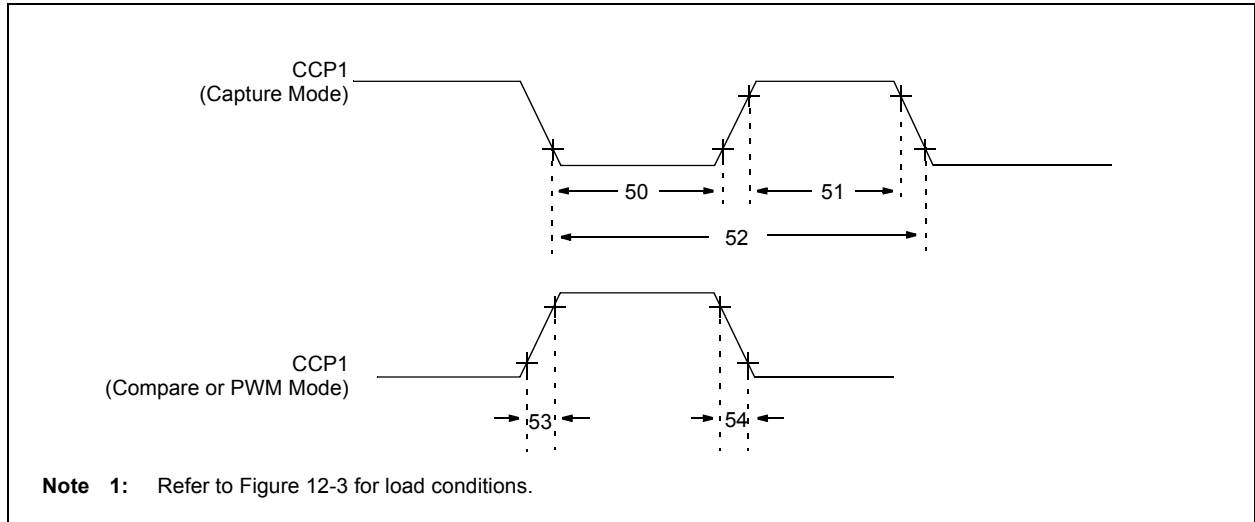 CCP1
(Capture Mode)
50
51
52
CCP1
(Compare or PWM Mode)
53
54
Note 1: Refer to Figure 12-3 for load conditions.